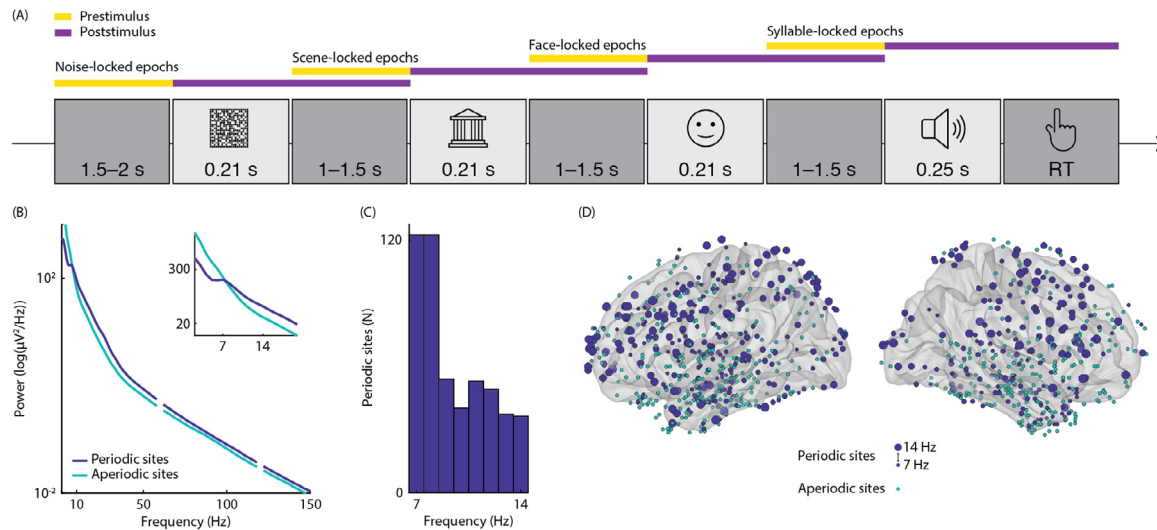 (A)
Prestimulus
Poststimulus
Noise-locked epochs
Scene-locked epochs
Face-locked epochs
Syllable-locked epochs
1.5–2 s
0.21 s
1–1.5 s
0.21 s
1–1.5 s
0.21 s
1–1.5 s
0.25 s
RT
(B)
Power (log(μV²/Hz))
10²
10⁻²
300
20
7
14
Periodic sites
Aperiodic sites
10
50
100
150
Frequency (Hz)
(C)
Periodic sites (N)
120
0
7
14
Frequency (Hz)
(D)
Periodic sites
14 Hz
7 Hz
Aperiodic sites